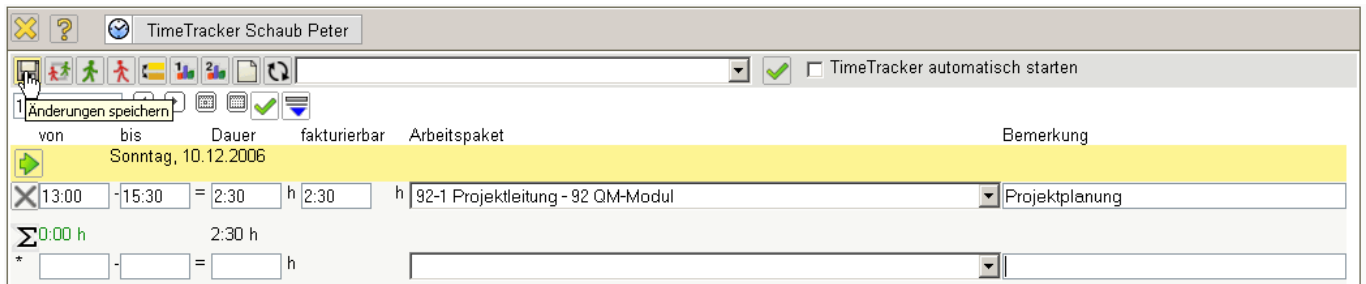 TimeTracker Schaub Peter
TimeTracker automatisch starten
Änderungen speichern
von bis Dauer fakturierbar Arbeitspaket Bemerkung
Sonntag, 10.12.2006
13:00 - 15:30 = 2:30 h 2:30 h 92-1 Projektleitung - 92 QM-Modul Projektplanung
Σ 0:00 h 2:30 h
* - = h